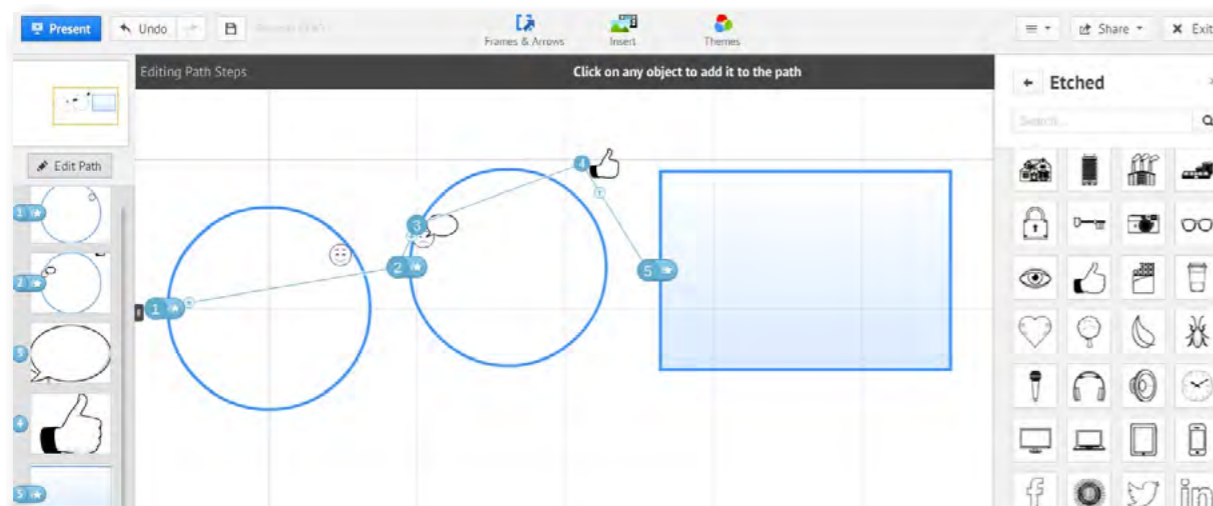 Present
Undo
Frames & Arrows
Insert
Themes
Share
Exit
Editing Path Steps
Click on any object to add it to the path
Etched
Search...
Edit Path
1
2
3
4
5
1
2
3
4
5
f
in